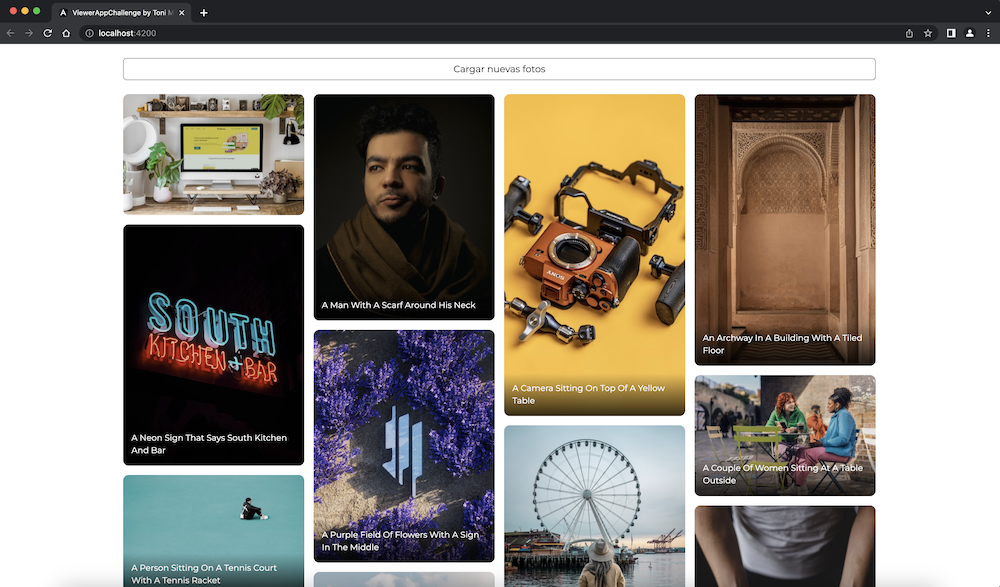 ViewerAppChallenge by Toni M
localhost:4200
Cargar nuevas fotos
SOUTH
KITCHEN + BAR
A Neon Sign That Says South Kitchen
And Bar
A Person Sitting On A Tennis Court
With A Tennis Racket
A Man With A Scarf Around His Neck
A Purple Field Of Flowers With A Sign
In The Middle
SONY
A Camera Sitting On Top Of A Yellow
Table
An Archway In A Building With A Tiled
Floor
A Couple Of Women Sitting At A Table
Outside